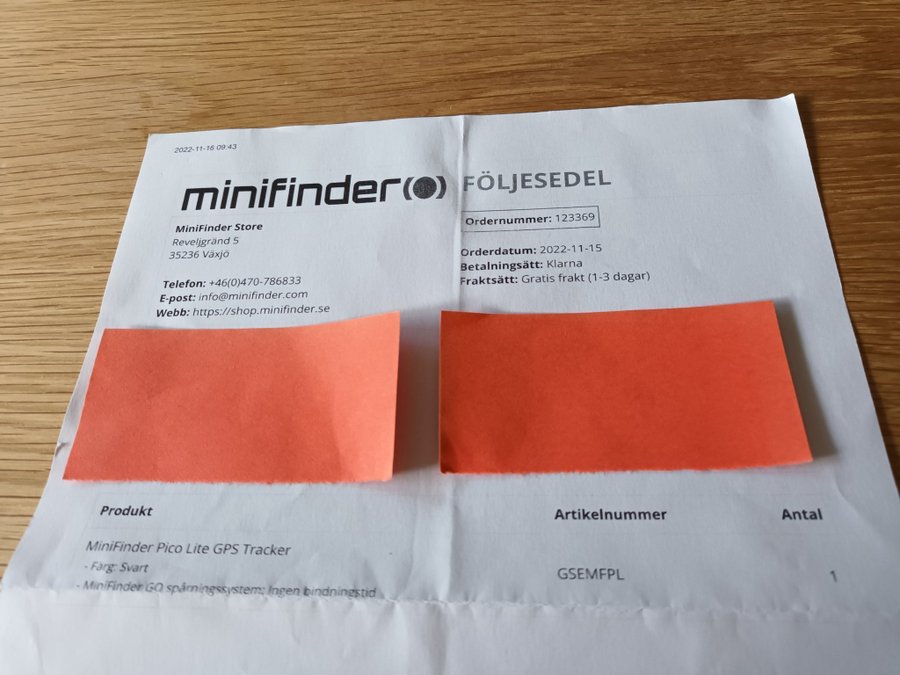 2022-11-16 09:43
minifinder
FÖLJESEDEL
MiniFinder Store
Reveljgränd 5
35236 Växjö
Telefon: +46(0)470-786833
E-post: info@minifinder.com
Webb: https://shop.minifinder.se
Ordernummer: 123369
Orderdatum: 2022-11-15
Betalningsätt: Klarna
Fraktsätt: Gratis frakt (1-3 dagar)
Produkt Artikelnummer Antal
MiniFinder Pico Lite GPS Tracker
- Färg: Svart
- MiniFinder GO spårningssystem: Ingen bindningstid
GSEMFPL 1